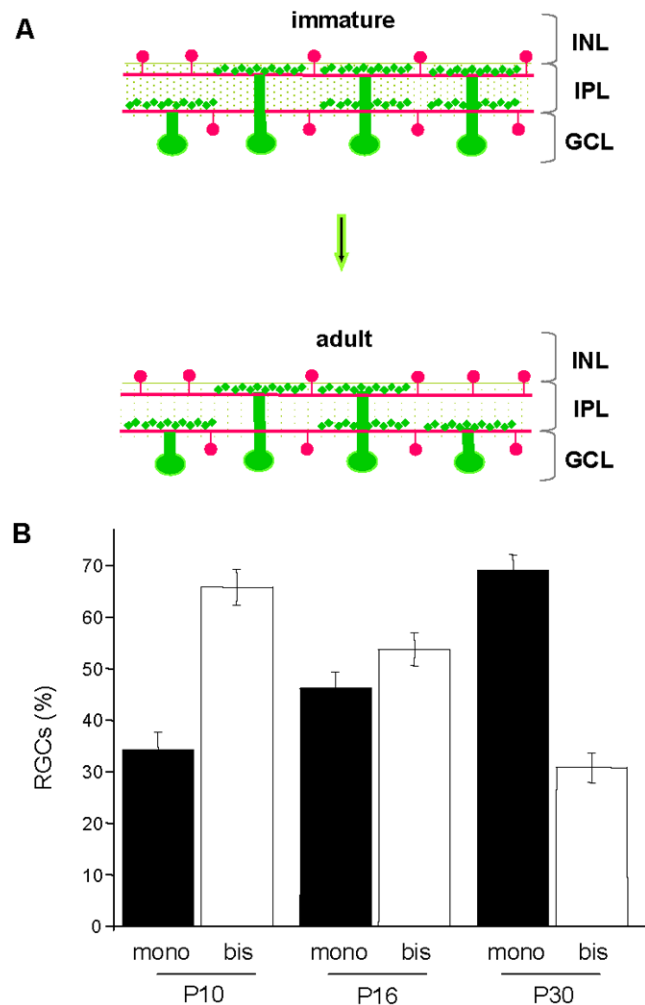 A
immature
INL
IPL
GCL
adult
INL
IPL
GCL
B
RGCs (%)
70
60
50
40
30
20
10
0
mono bis mono bis mono bis
P10 P16 P30